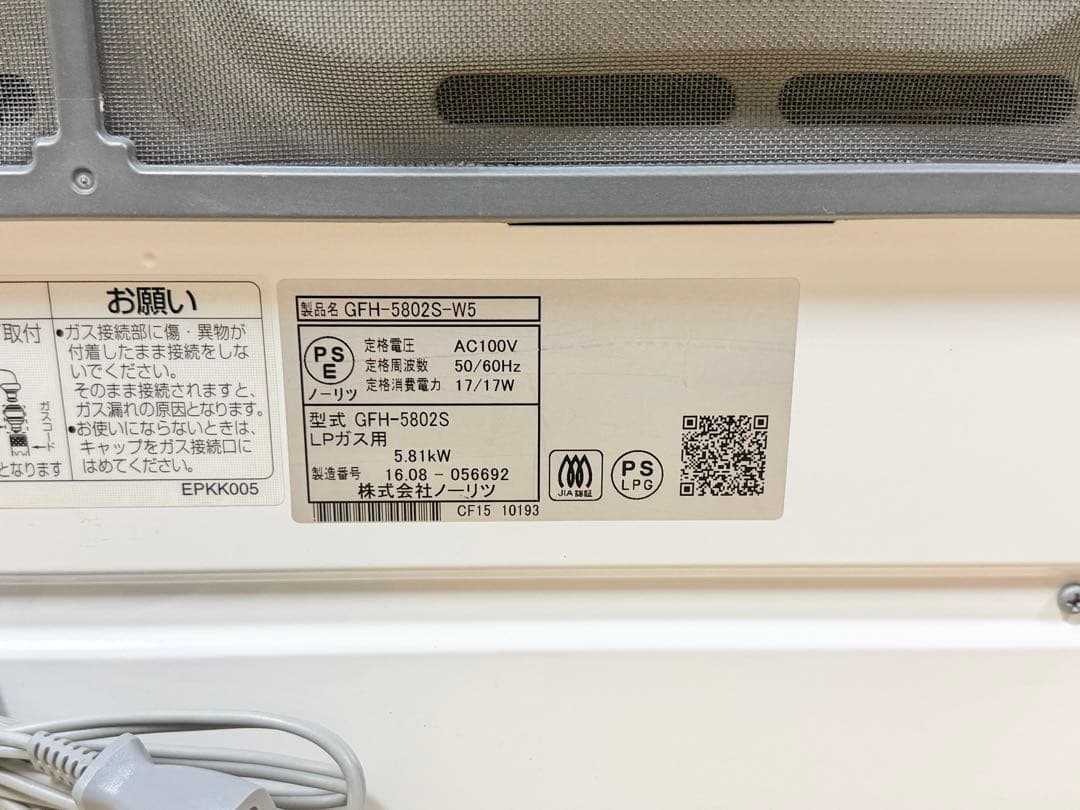 お願い
取付
•ガス接続部に傷・異物が
付着したまま接続をしな
いでください。
そのまま接続されますと、
ガス漏れの原因となります。
•お使いにならないときは、
キャップをガス接続口に
はめてください。
ガスコード
となります
EPKK005
製品名 GFH-5802S-W5
PS
E
ノーリツ
定格電圧 AC100V
定格周波数 50/60Hz
定格消費電力 17/17W
型式 GFH-5802S
LPガス用
5.81kW
製造番号 16.08-056692
株式会社ノーリツ
CF15 10193
JIA認証
PS
LPG